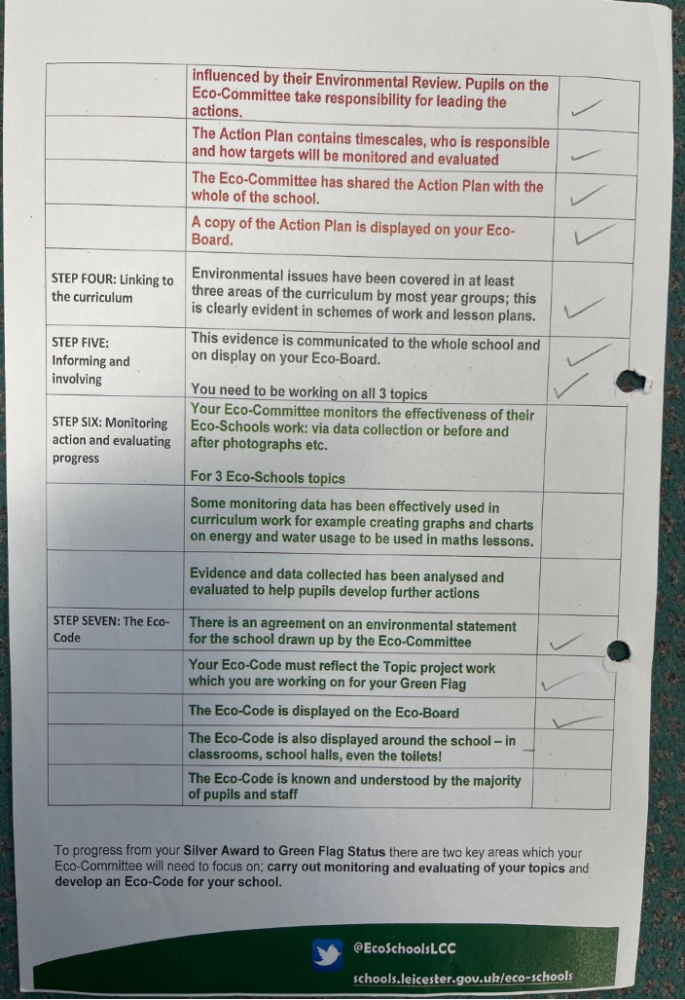 influenced by their Environmental Review. Pupils on the
Eco-Committee take responsibility for leading the
actions.
The Action Plan contains timescales, who is responsible
and how targets will be monitored and evaluated
The Eco-Committee has shared the Action Plan with the
whole of the school.
A copy of the Action Plan is displayed on your Eco-
Board.
STEP FOUR: Linking to
the curriculum
Environmental issues have been covered in at least
three areas of the curriculum by most year groups; this
is clearly evident in schemes of work and lesson plans.
STEP FIVE:
Informing and
involving
This evidence is communicated to the whole school and
on display on your Eco-Board.
You need to be working on all 3 topics
STEP SIX: Monitoring
action and evaluating
progress
Your Eco-Committee monitors the effectiveness of their
Eco-Schools work: via data collection or before and
after photographs etc.
For 3 Eco-Schools topics
Some monitoring data has been effectively used in
curriculum work for example creating graphs and charts
on energy and water usage to be used in maths lessons.
Evidence and data collected has been analysed and
evaluated to help pupils develop further actions
STEP SEVEN: The Eco-
Code
There is an agreement on an environmental statement
for the school drawn up by the Eco-Committee
Your Eco-Code must reflect the Topic project work
which you are working on for your Green Flag
The Eco-Code is displayed on the Eco-Board
The Eco-Code is also displayed around the school – in
classrooms, school halls, even the toilets!
The Eco-Code is known and understood by the majority
of pupils and staff
To progress from your Silver Award to Green Flag Status there are two key areas which your
Eco-Committee will need to focus on; carry out monitoring and evaluating of your topics and
develop an Eco-Code for your school.
@EcoSchoolsLCC
schools.leicester.gov.uk/eco-schools